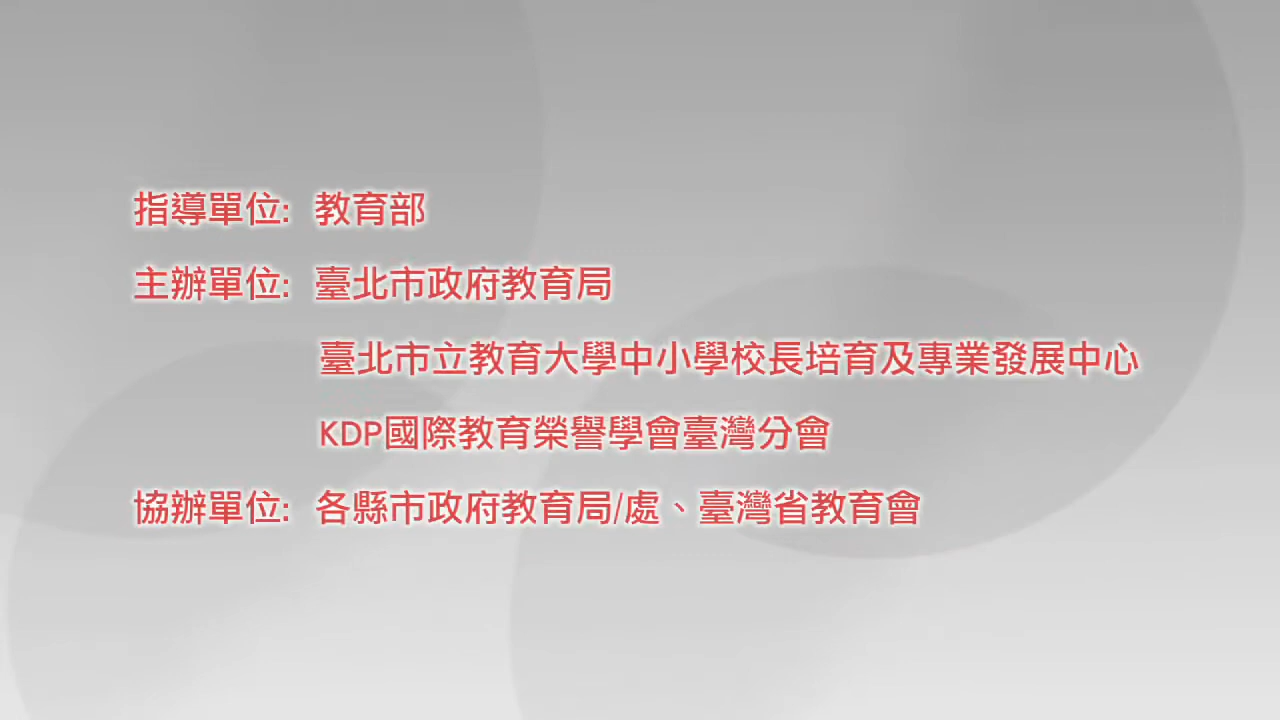 指導單位: 教育部
主辦單位: 臺北市政府教育局
臺北市立教育大學中小學校長培育及專業發展中心
KDP國際教育榮譽學會臺灣分會
協辦單位: 各縣市政府教育局/處、臺灣省教育會